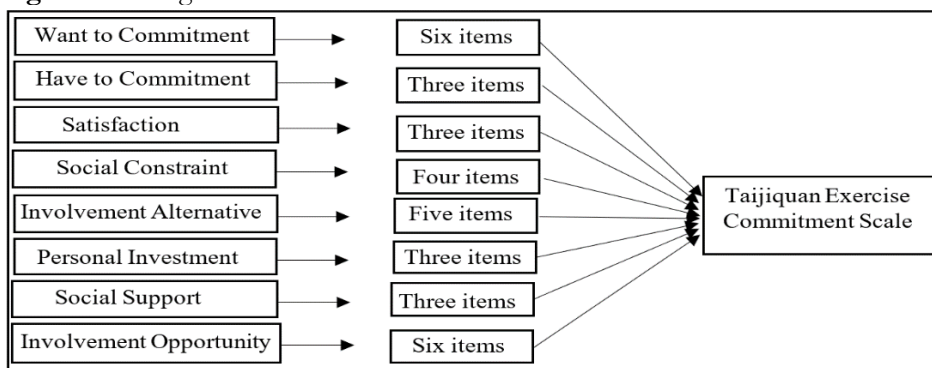 Want to Commitment
Six items
Have to Commitment
Three items
Satisfaction
Three items
Social Constraint
Four items
Involvement Alternative
Five items
Personal Investment
Three items
Social Support
Three items
Involvement Opportunity
Six items
Taijiquan Exercise
Commitment Scale